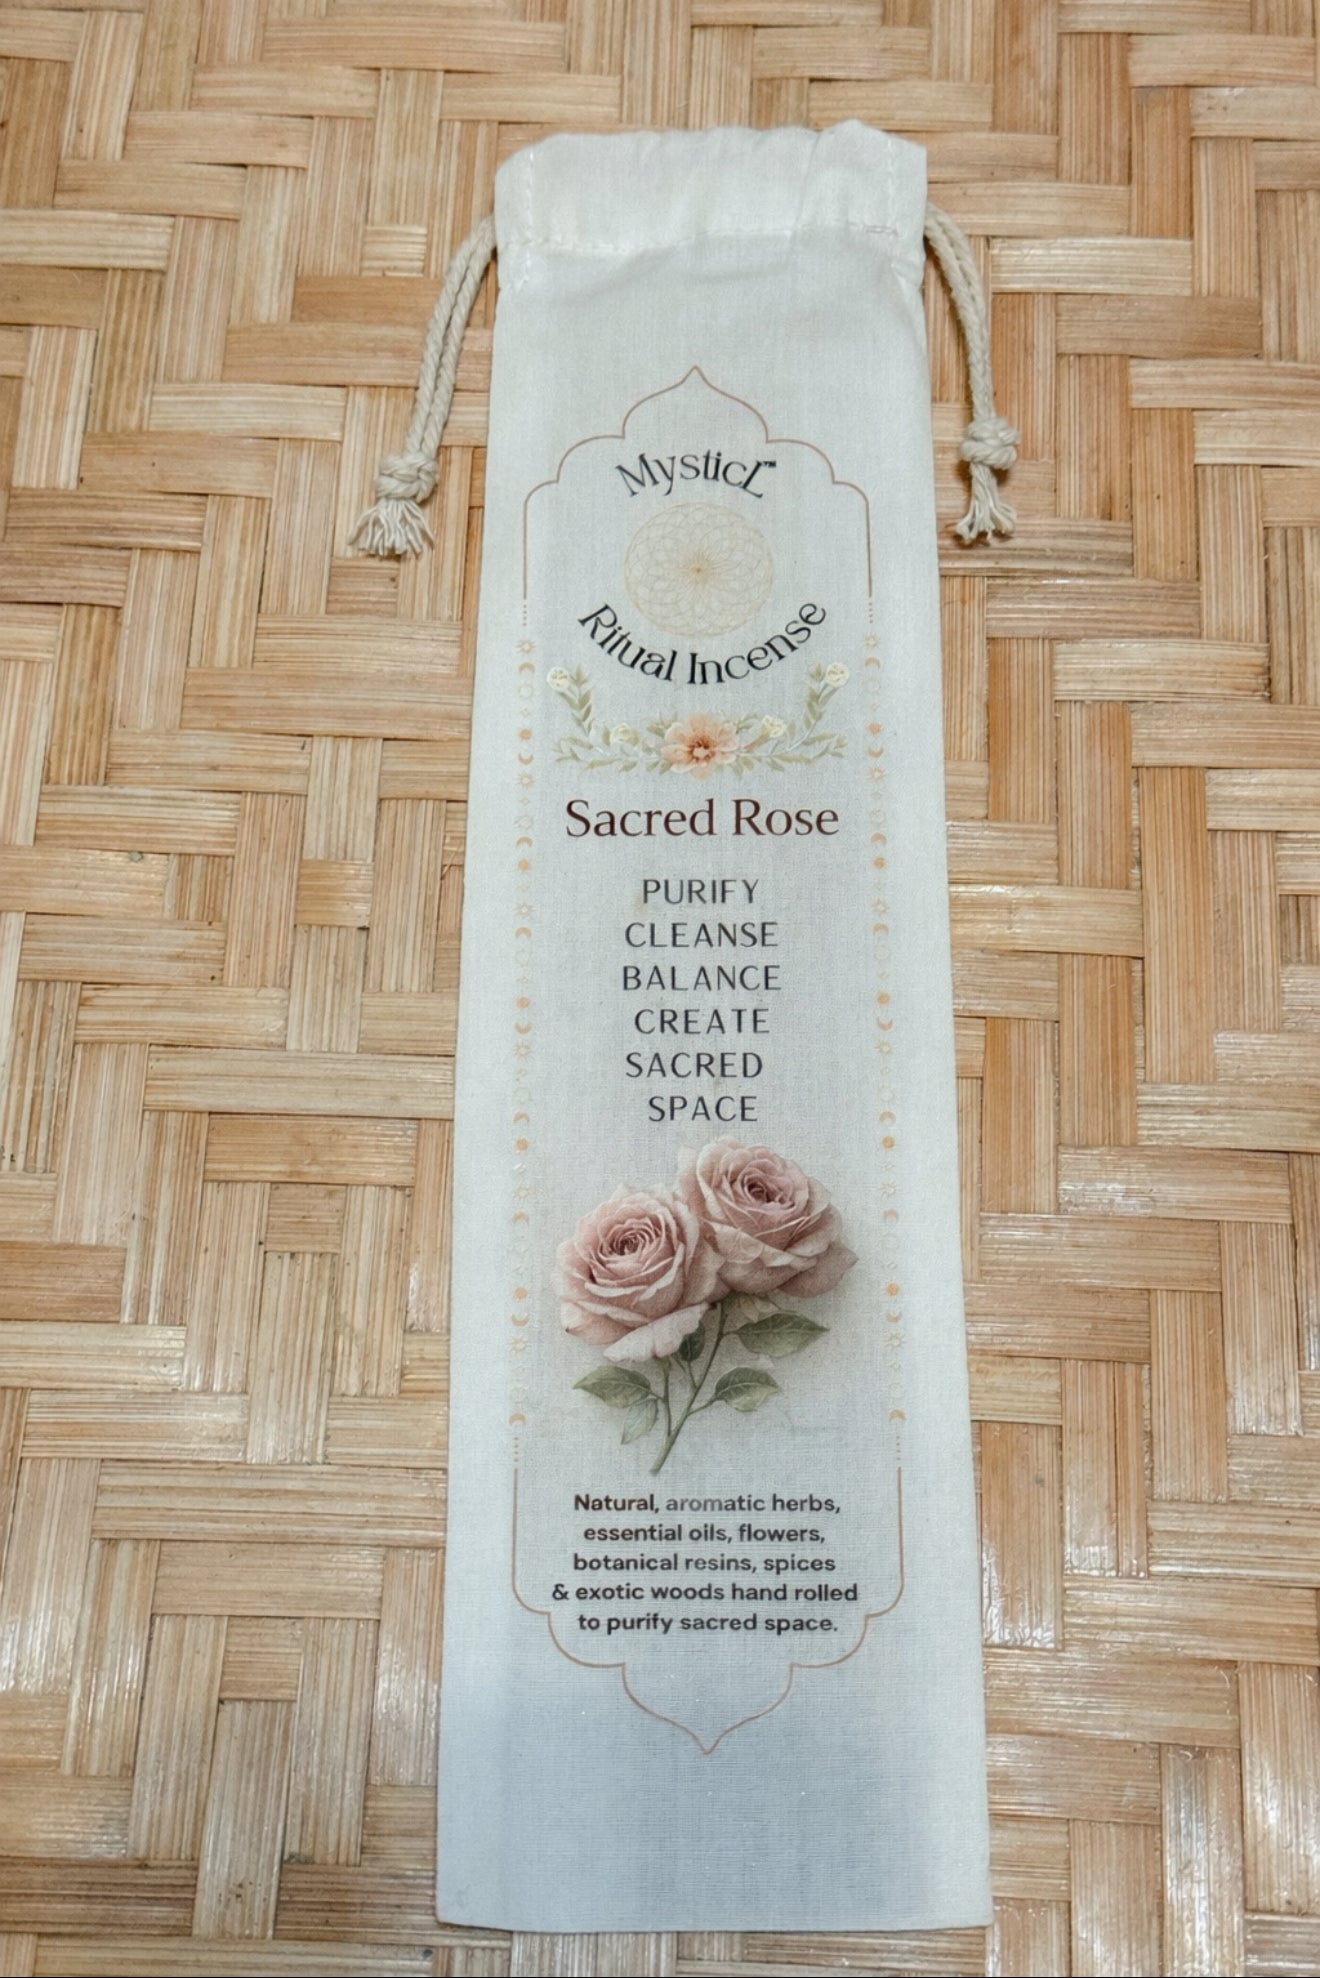 MysticL™
Ritual Incense
Sacred Rose
PURIFY
CLEANSE
BALANCE
CREATE
SACRED
SPACE
Natural, aromatic herbs,
essential oils, flowers,
botanical resins, spices
& exotic woods hand rolled
to purify sacred space.